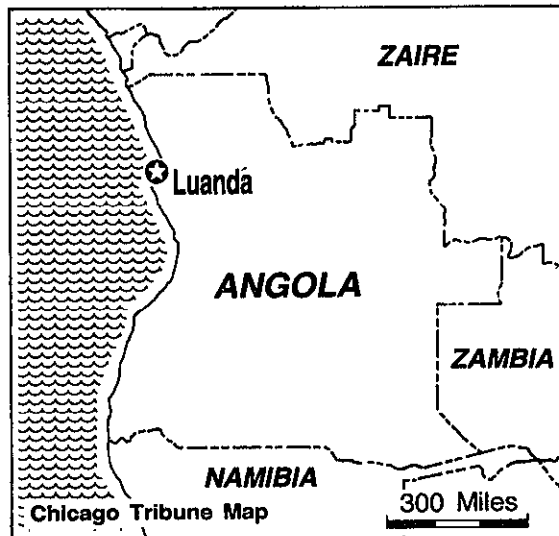 ZAIRE
Luanda
ANGOLA
ZAMBIA
NAMIBIA
300 Miles
Chicago Tribune Map